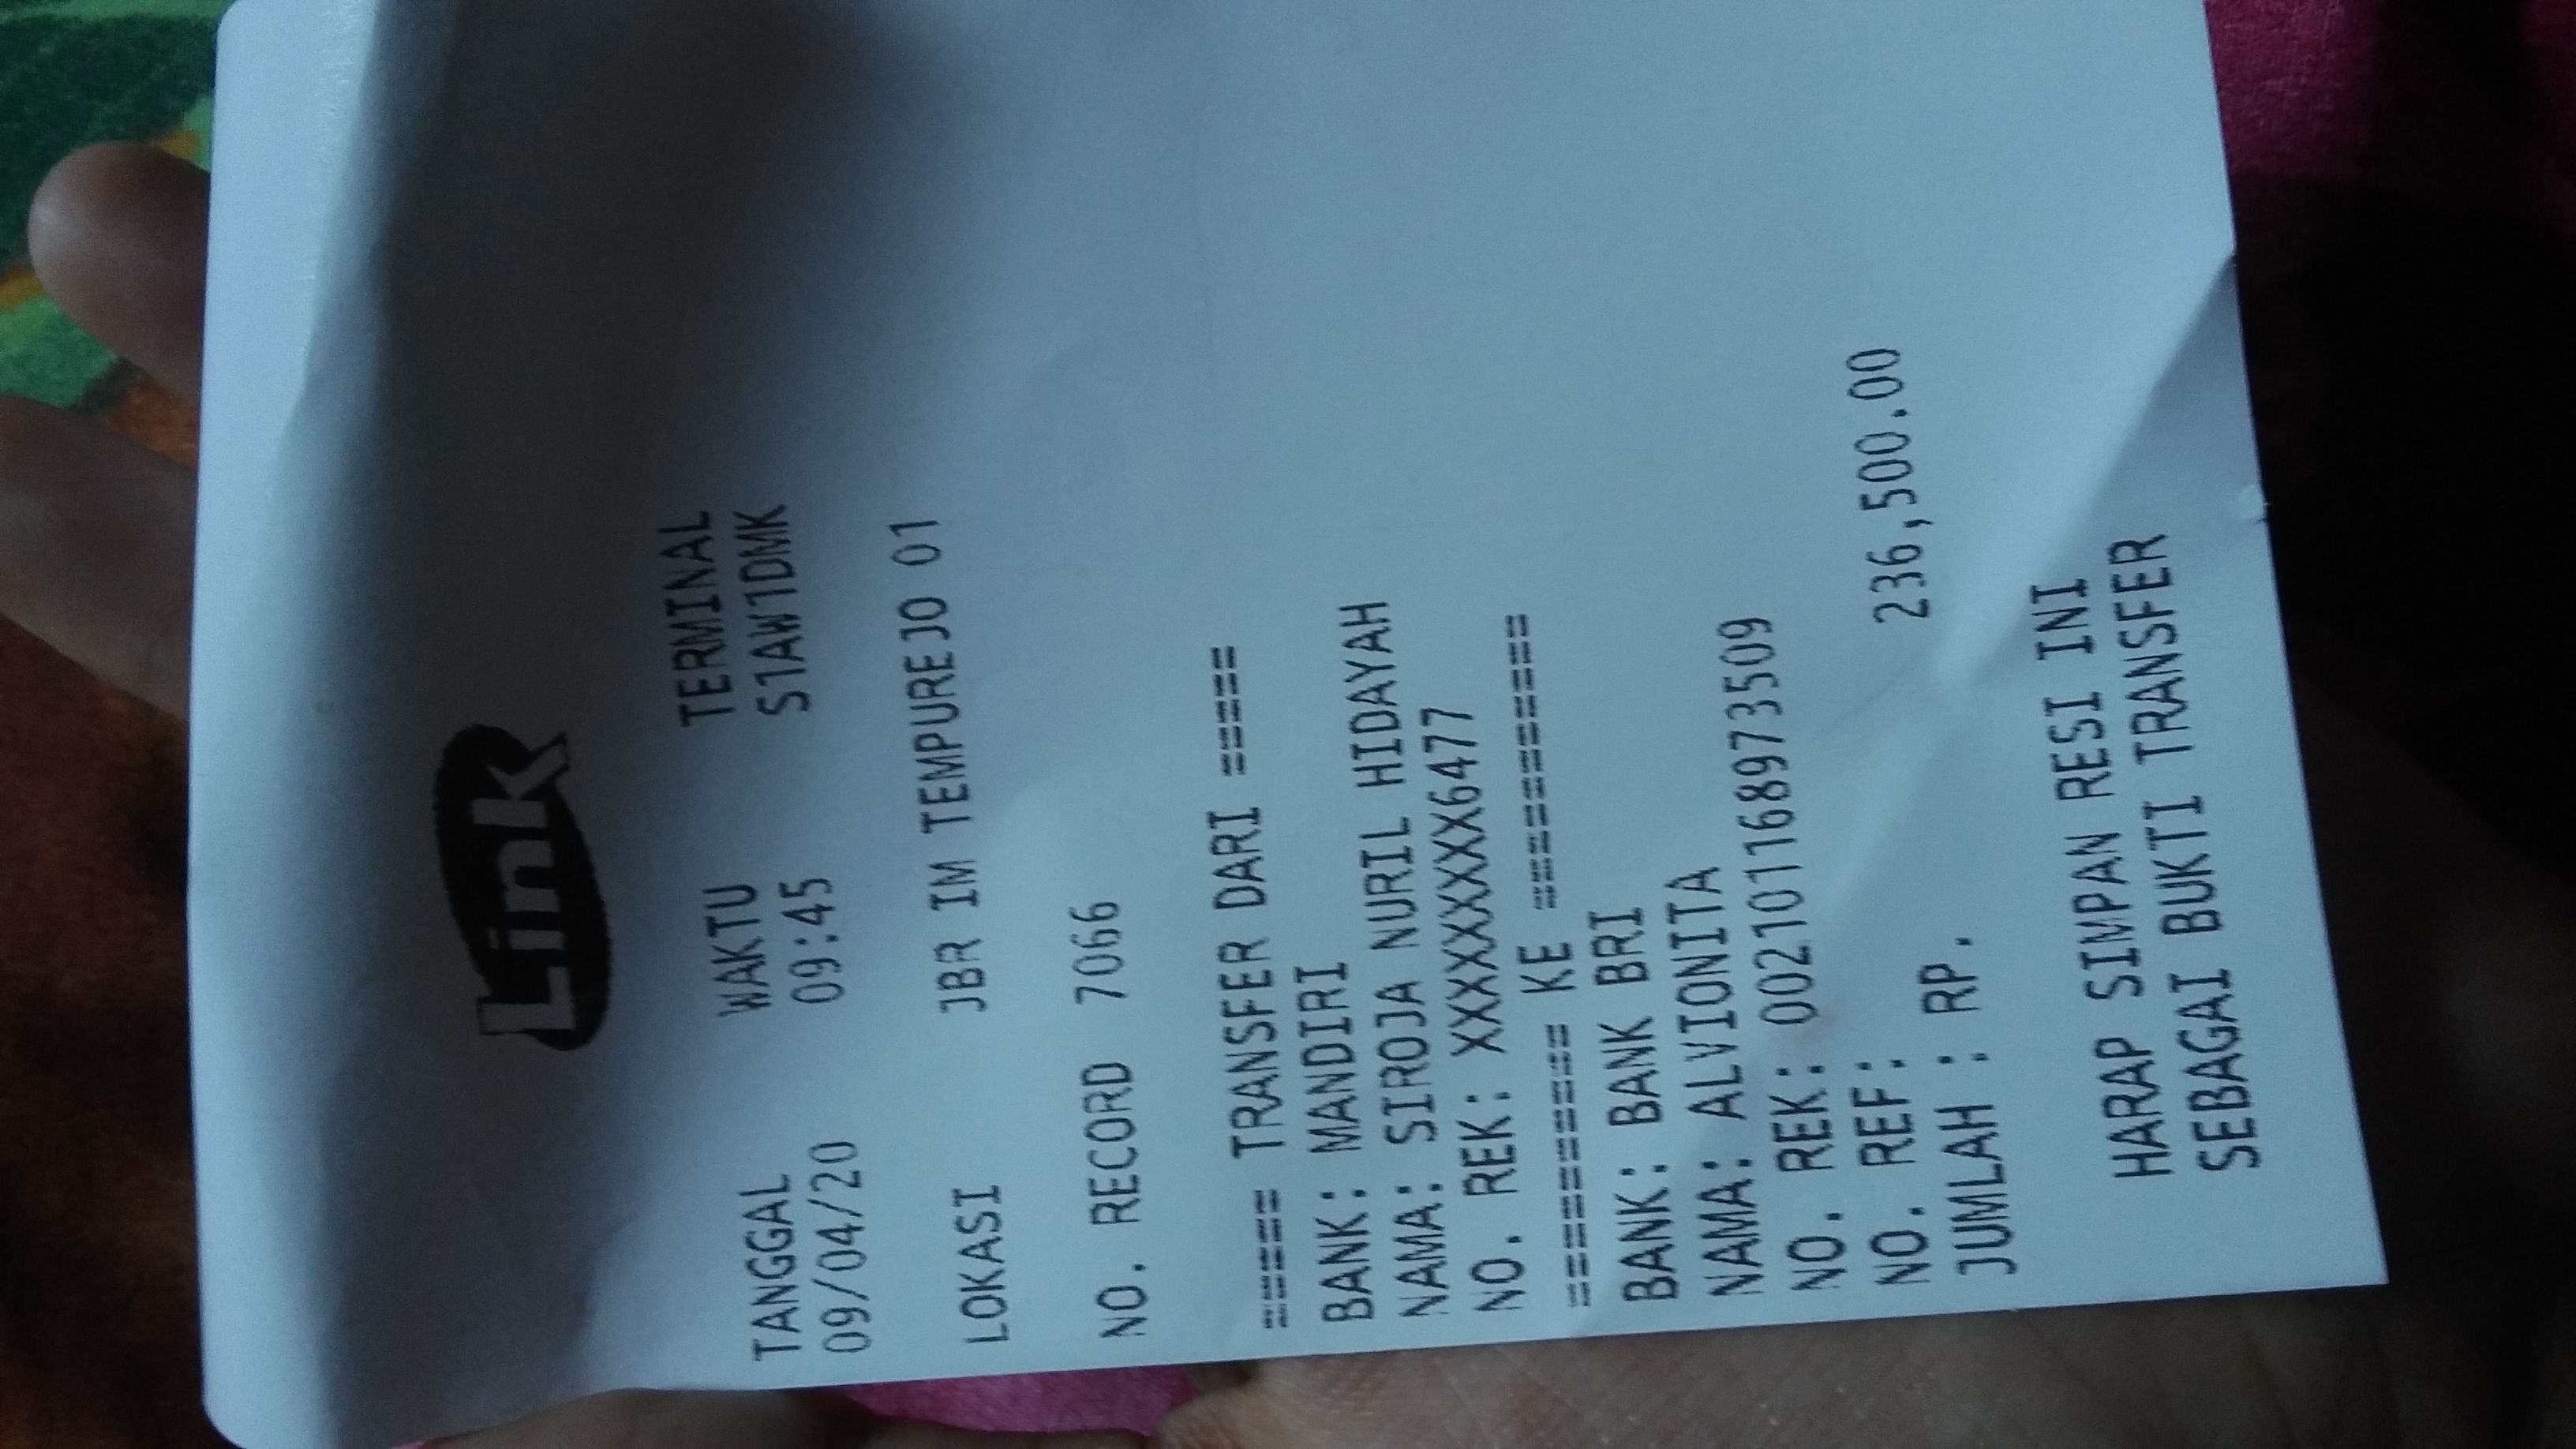 Link
TANGGAL WAKTU TERMINAL
09/04/20 09:45 S1AW1DMK
LOKASI JBR IM TEMPUREJO 01
NO. RECORD 7066
===== TRANSFER DARI =====
BANK: MANDIRI
NAMA: SIROJA NURIL HIDAYAH
NO. REK: XXXXXXXXX6477
========== KE ===========
BANK: BANK BRI
NAMA: ALVIONITA
NO. REK: 002101168973509
NO. REF:
JUMLAH : RP. 236,500.00
HARAP SIMPAN RESI INI
SEBAGAI BUKTI TRANSFER